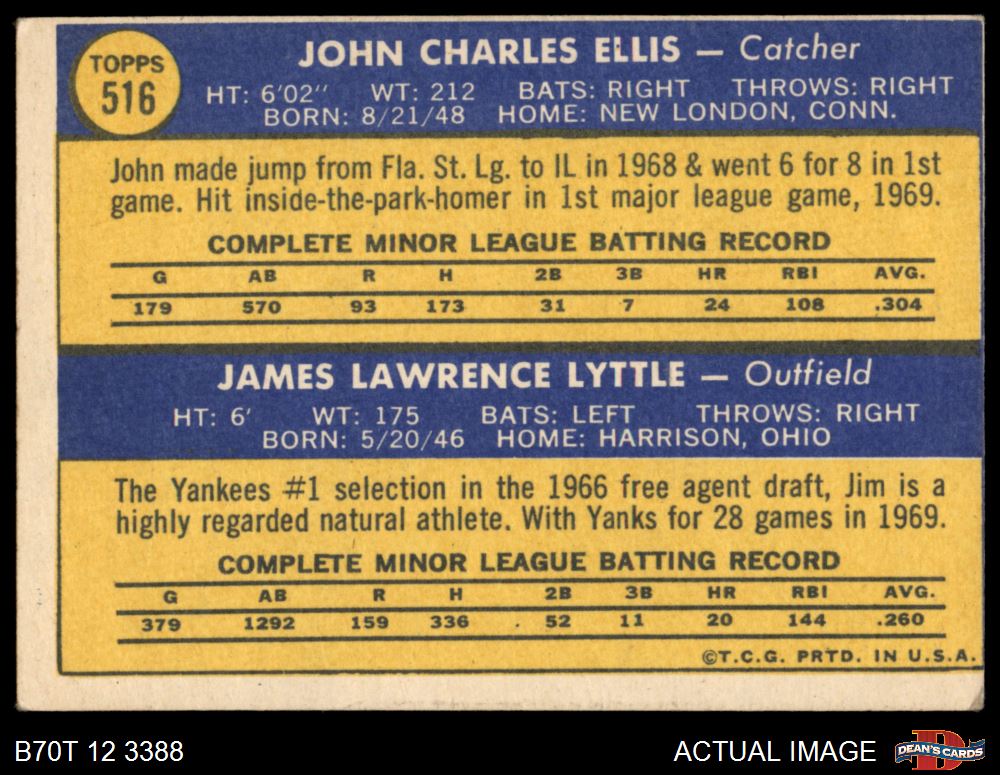 TOPPS
516
JOHN CHARLES ELLIS — Catcher
HT: 6'02" WT: 212 BATS: RIGHT THROWS: RIGHT
BORN: 8/21/48 HOME: NEW LONDON, CONN.
John made jump from Fla. St. Lg. to IL in 1968 & went 6 for 8 in 1st
game. Hit inside-the-park-homer in 1st major league game, 1969.
COMPLETE MINOR LEAGUE BATTING RECORD
G AB R H 2B 3B HR RBI AVG.
179 570 93 173 31 7 24 108 .304
JAMES LAWRENCE LYTTLE — Outfield
HT: 6' WT: 175 BATS: LEFT THROWS: RIGHT
BORN: 5/20/46 HOME: HARRISON, OHIO
The Yankees #1 selection in the 1966 free agent draft, Jim is a
highly regarded natural athlete. With Yanks for 28 games in 1969.
COMPLETE MINOR LEAGUE BATTING RECORD
G AB R H 2B 3B HR RBI AVG.
379 1292 159 336 52 11 20 144 .260
©T.C.G. PRTD. IN U.S.A.
B70T 12 3388 ACTUAL IMAGE DEAN'S CARDS